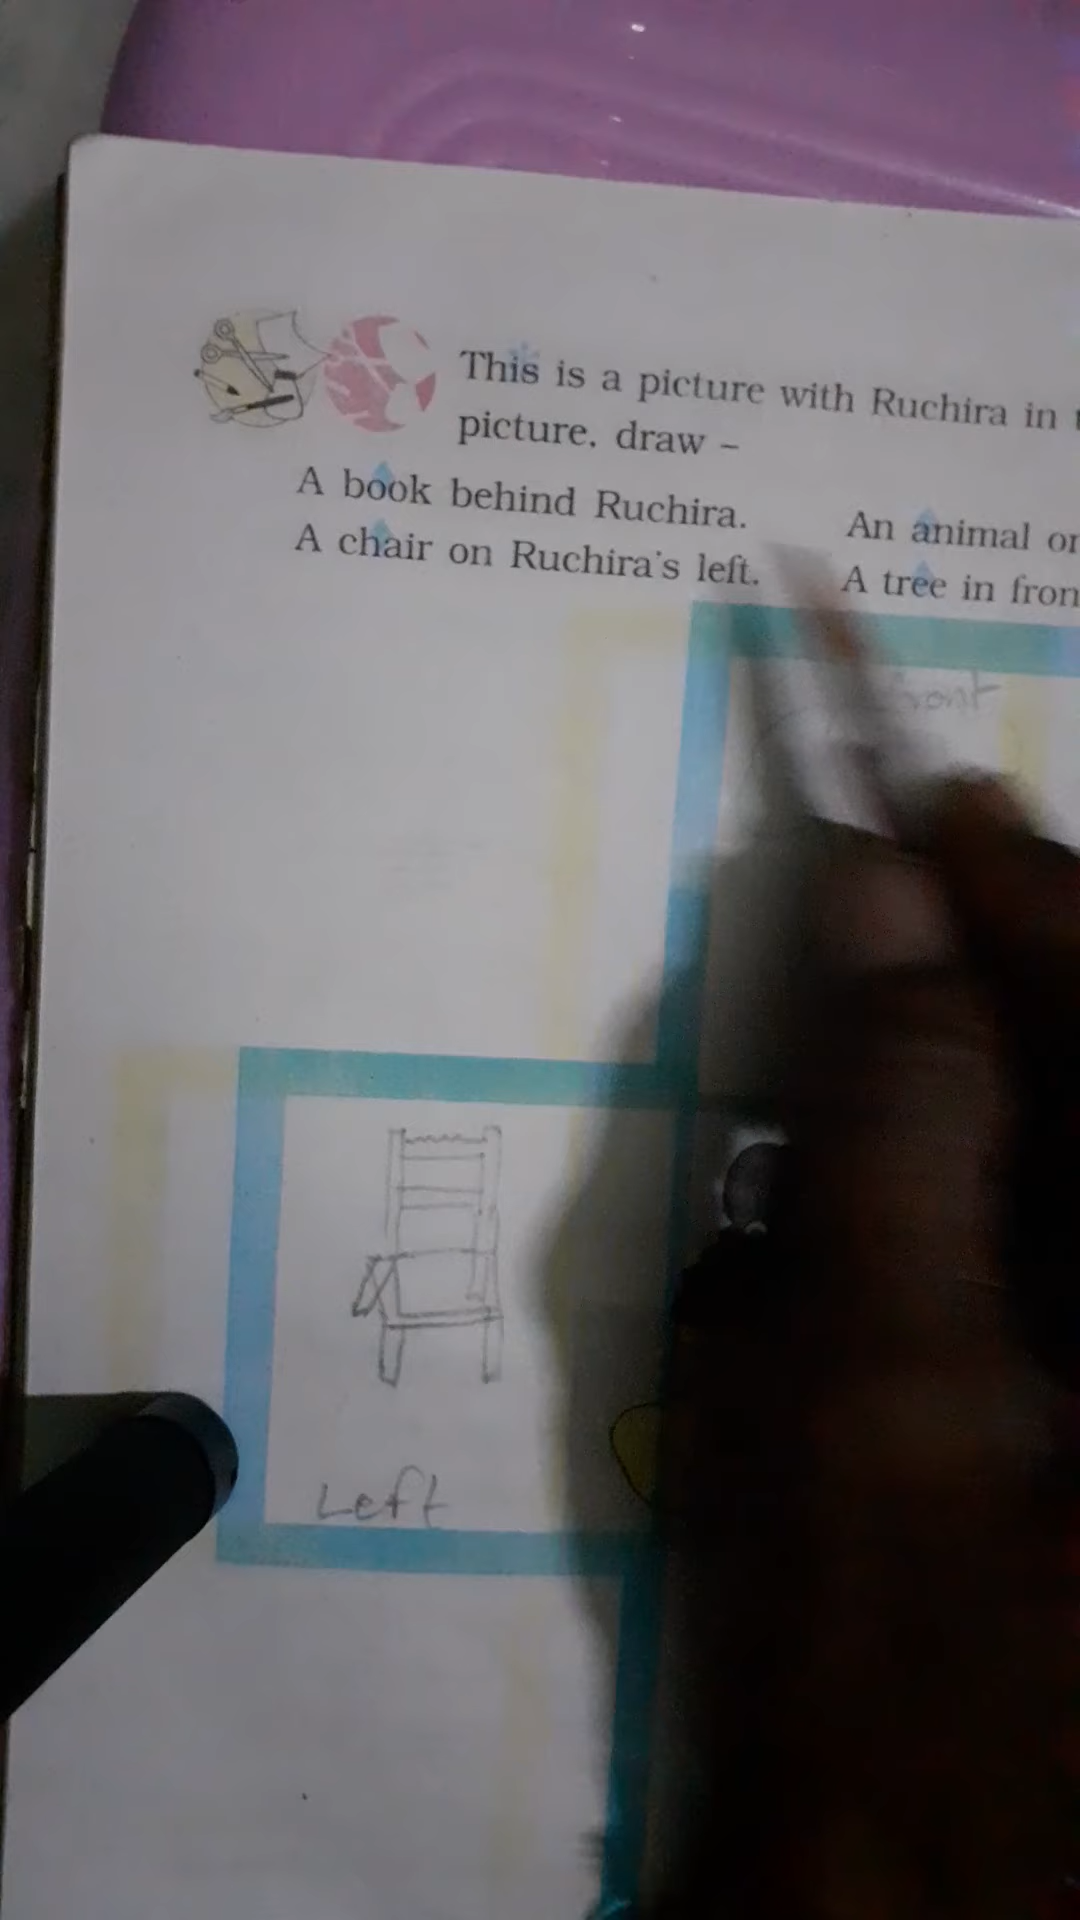 This is a picture with Ruchira in
picture, draw –
A book behind Ruchira.
An animal
A chair on Ruchira's left.
A tree in
front
Left